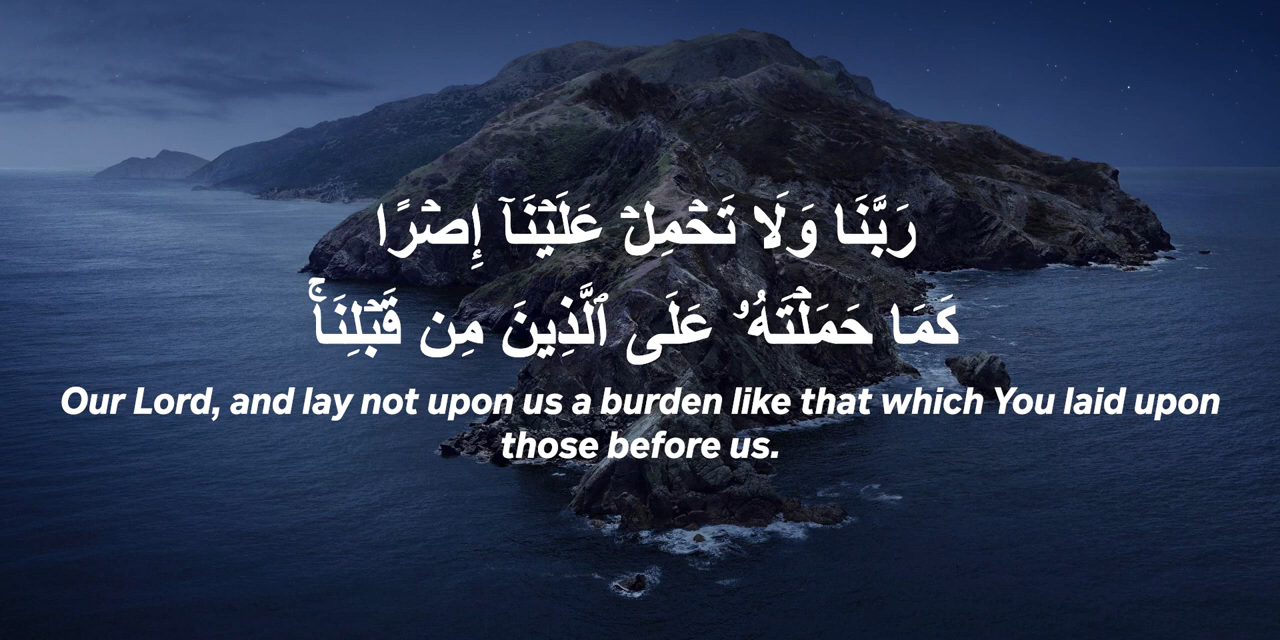 رَبَّنَا وَلَا تَحۡمِلۡ عَلَيۡنَآ إِصۡرًا
كَمَا حَمَلۡتَهُۥ عَلَى ٱلَّذِينَ مِن قَبۡلِنَاۚ
Our Lord, and lay not upon us a burden like that which You laid upon
those before us.